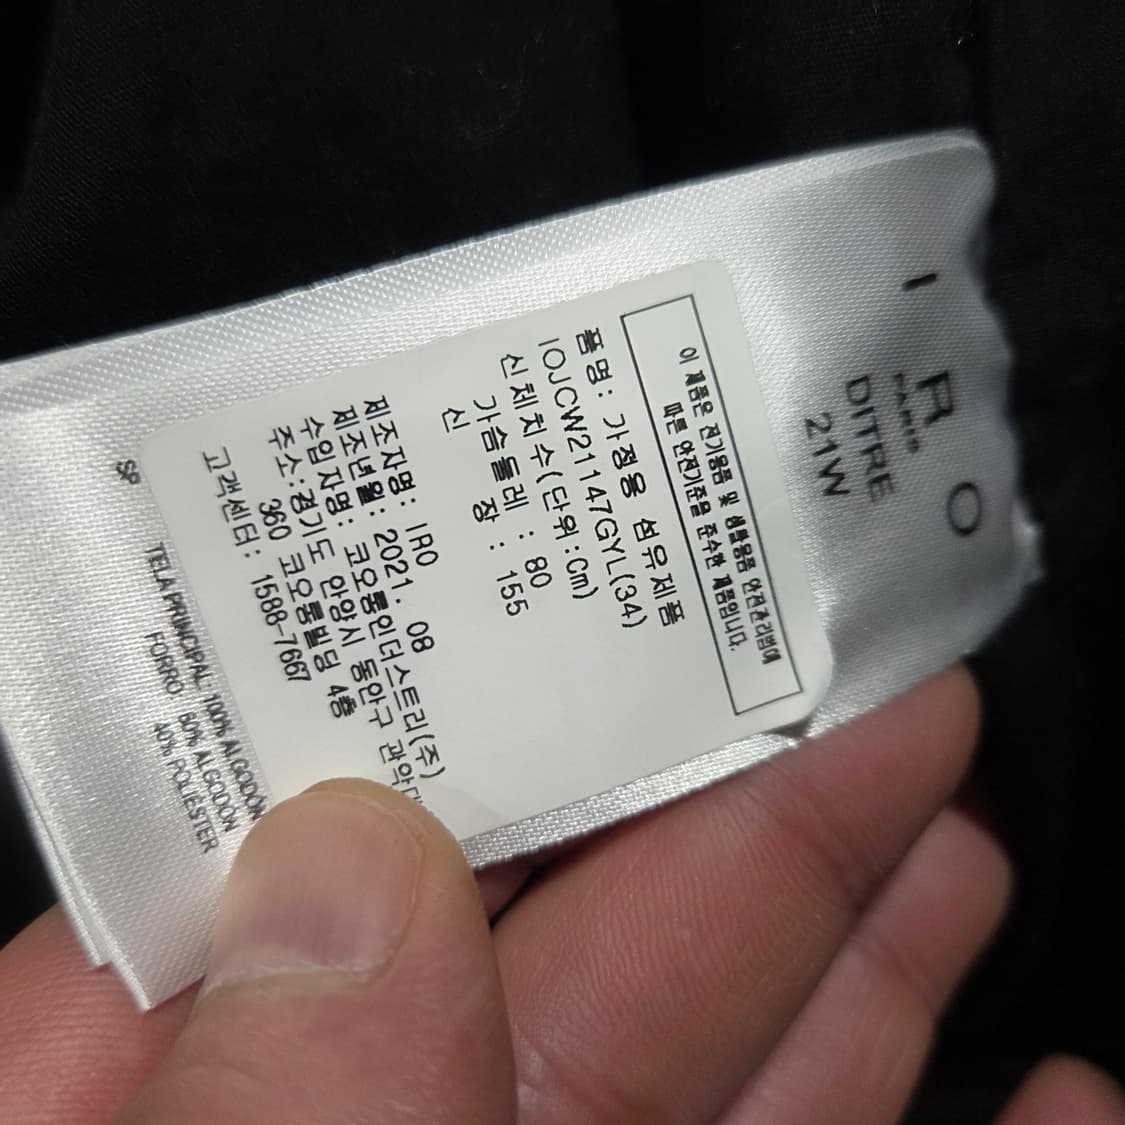 I R O
PARIS
DITRE
21W
이 제품은 전기용품 및 생활용품 안전관리법에
따른 안전기준을 준수한 제품입니다.
품명: 가정용 섬유제품
IOJCW21147GYL(34)
신체치수(단위:Cm)
가슴둘레 : 80
신 장 : 155
제조자명: IRO
제조년월: 2021. 08
수입자명: 코오롱인더스트리(주)
주소:경기도 안양시 동안구 관악대
360 코오롱빌딩 4층
고객센터: 1588-7667
SP
TELA PRINCIPAL 100% ALGODÓN
FORRO 60% ALGODÓN
40% POLIÉSTER